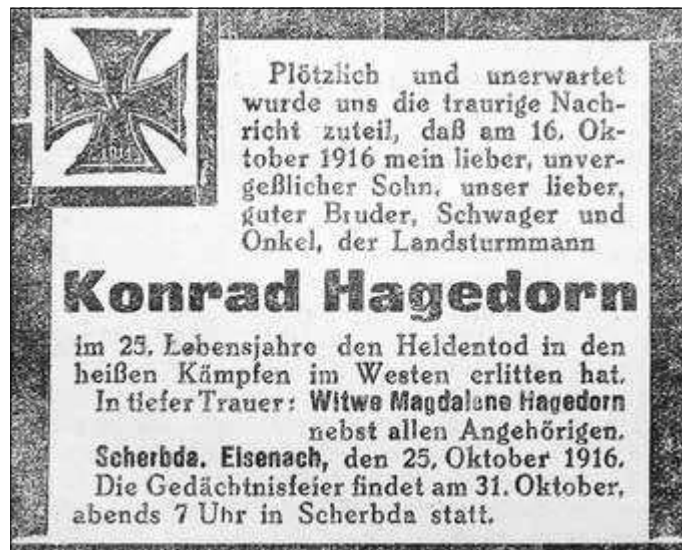 Plötzlich und unerwartet
wurde uns die traurige Nach-
richt zuteil, daß am 16. Ok-
tober 1916 mein lieber, unver-
geßlicher Sohn, unser lieber,
guter Bruder, Schwager und
Onkel, der Landsturmmann
Konrad Hagedorn
im 25. Lebensjahre den Heldentod in den
heißen Kämpfen im Westen erlitten hat.
In tiefer Trauer: Witwe Magdalene Hagedorn
nebst allen Angehörigen.
Scherbda. Eisenach, den 25. Oktober 1916.
Die Gedächtnisfeier findet am 31. Oktober,
abends 7 Uhr in Scherbda statt.